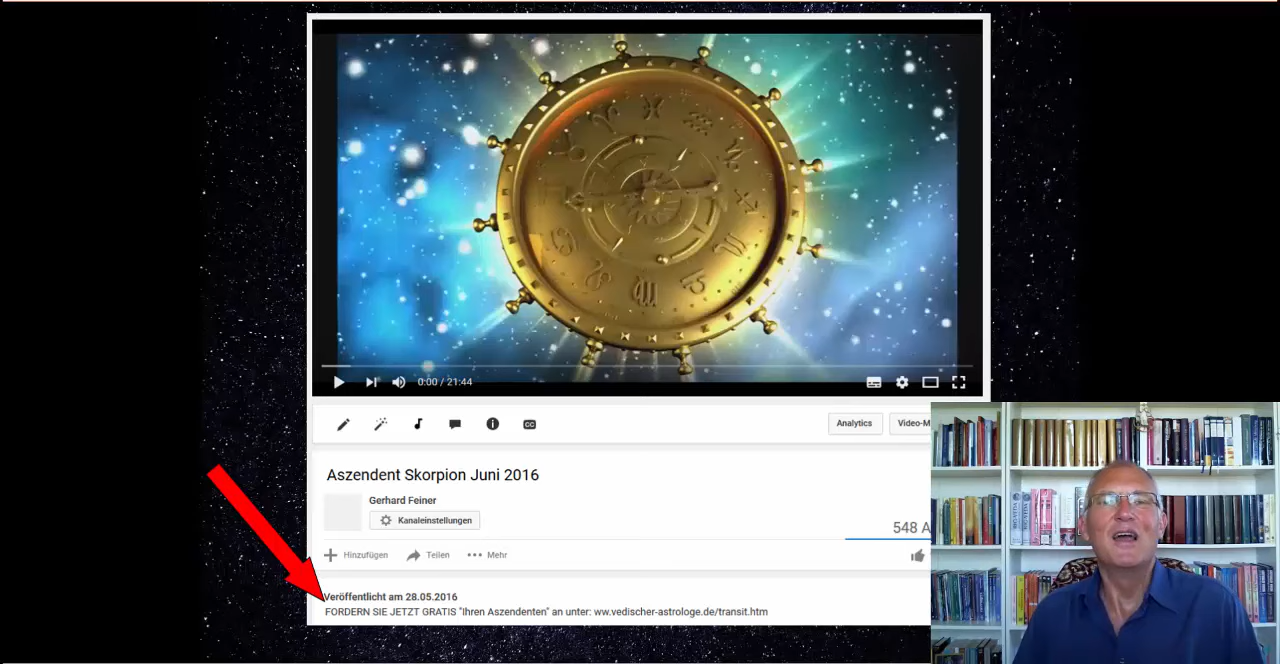 0:00 / 21:44
Analytics
Video-M
Aszendent Skorpion Juni 2016
Gerhard Feiner
Kanaleinstellungen
548 A
Hinzufügen
Teilen
Mehr
Veröffentlicht am 28.05.2016
FORDERN SIE JETZT GRATIS "Ihren Aszendenten" an unter: ww.vedischer-astrologe.de/transit.htm